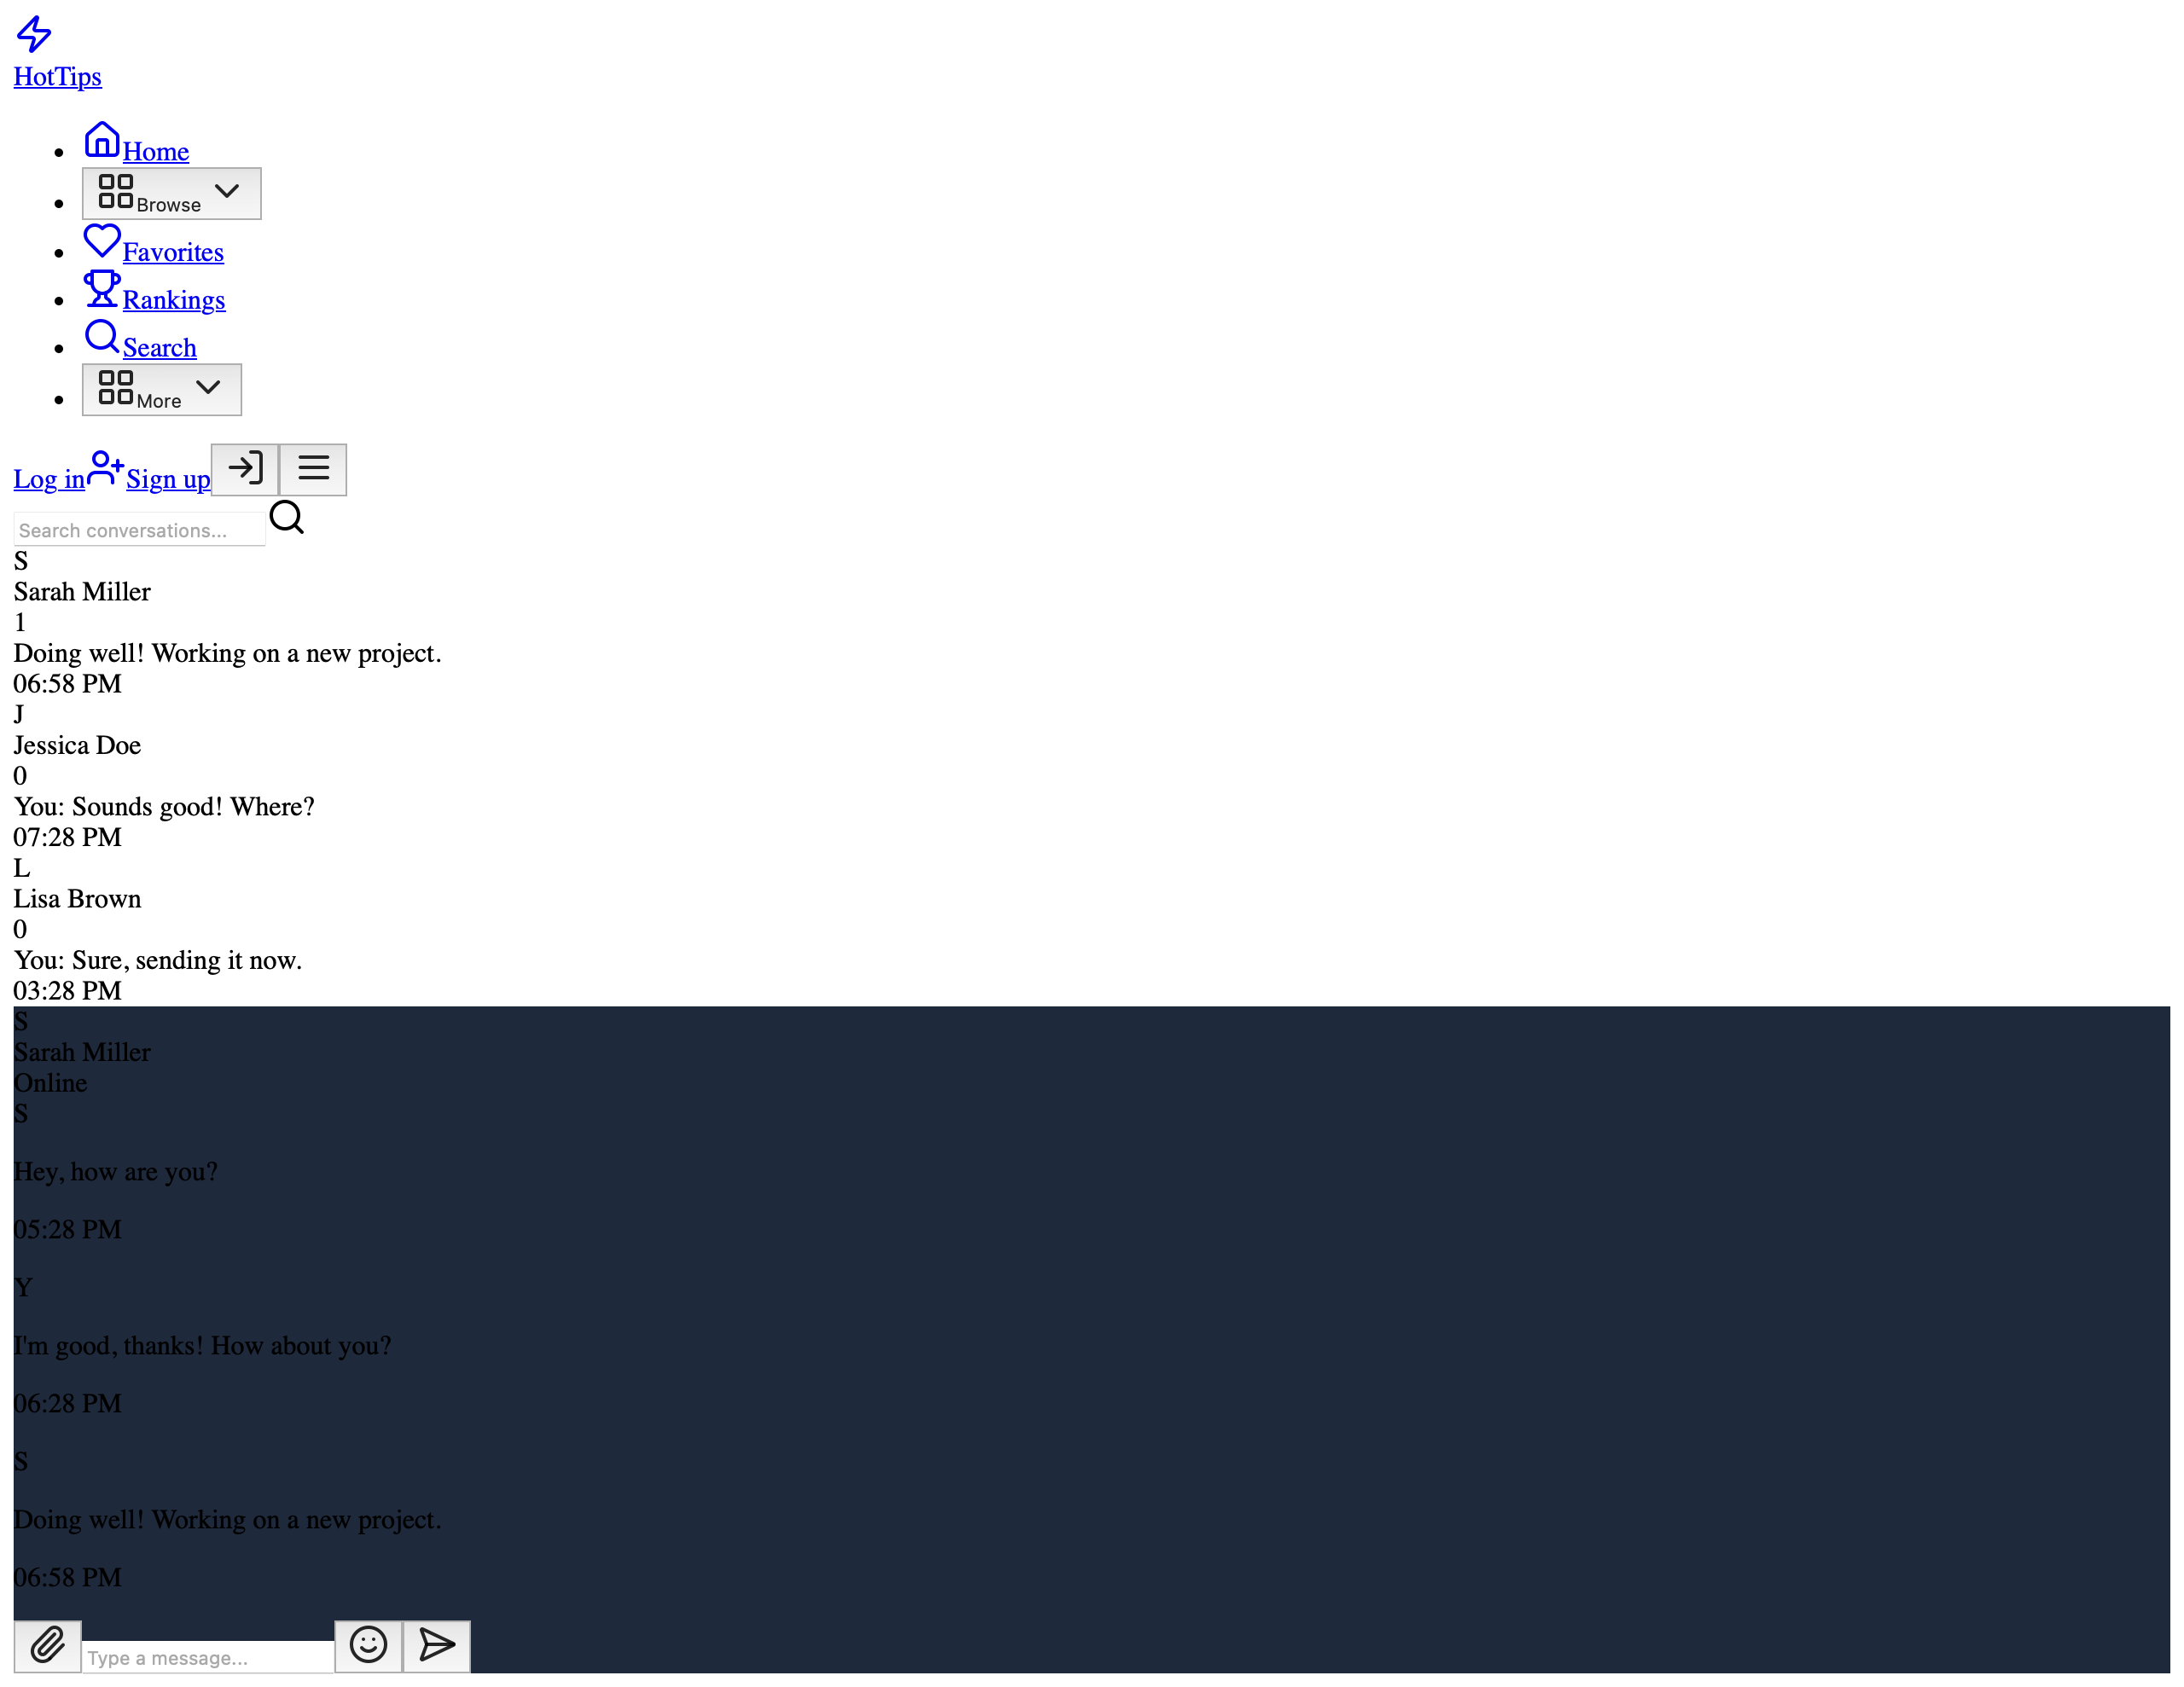 HotTips
Home
Browse
Favorites
Rankings
Search
More
Log in Sign up
Search conversations...
S
Sarah Miller
1
Doing well! Working on a new project.
06:58 PM
J
Jessica Doe
0
You: Sounds good! Where?
07:28 PM
L
Lisa Brown
0
You: Sure, sending it now.
03:28 PM
S
Sarah Miller
Online
S
Hey, how are you?
05:28 PM
Y
I'm good, thanks! How about you?
06:28 PM
S
Doing well! Working on a new project.
06:58 PM
Type a message...